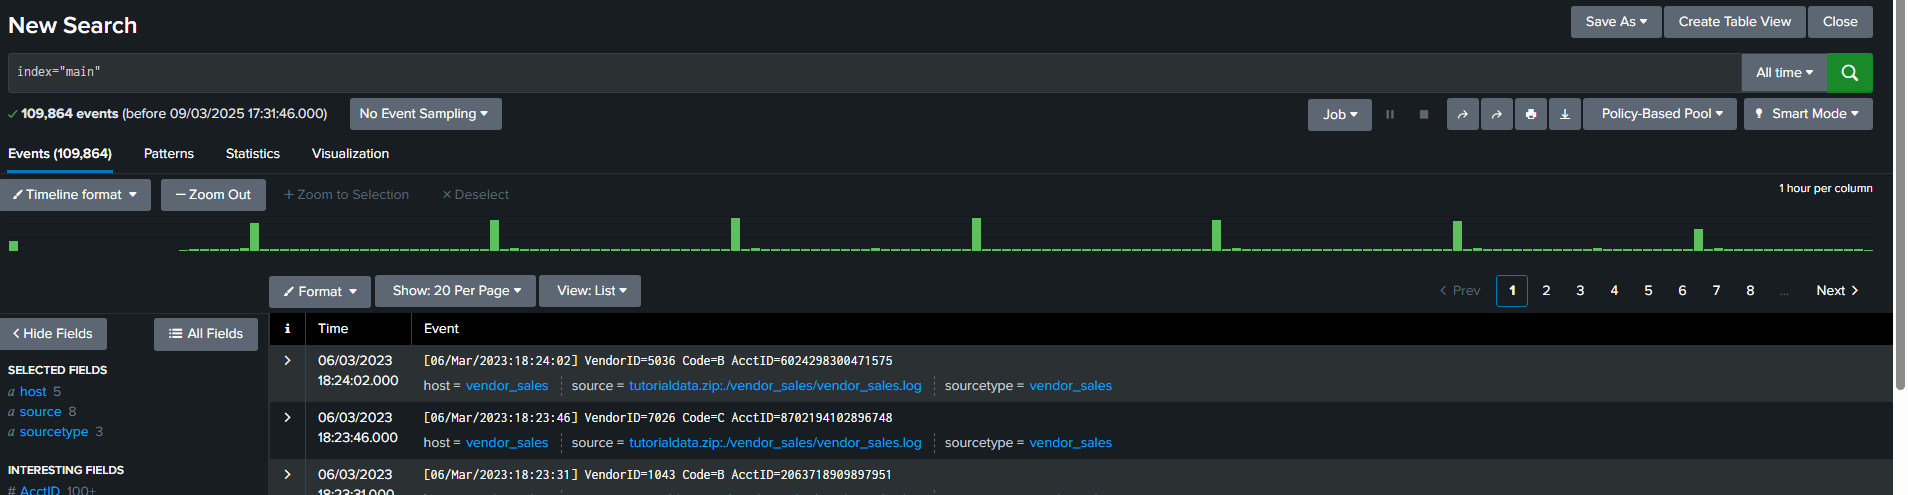 New Search
Save As
Create Table View
Close
index="main"
All time
109,864 events (before 09/03/2025 17:31:46.000)
No Event Sampling
Job
Policy-Based Pool
Smart Mode
Events (109,864)
Patterns
Statistics
Visualization
Timeline format
— Zoom Out
+ Zoom to Selection
× Deselect
1 hour per column
Format
Show: 20 Per Page
View: List
< Prev
1
2
3
4
5
6
7
8
...
Next >
< Hide Fields
All Fields
i
Time
Event
SELECTED FIELDS
a host 5
a source 8
a sourcetype 3
INTERESTING FIELDS
# AcctID 100+
> 06/03/2023
18:24:02.000
[06/Mar/2023:18:24:02] VendorID=5036 Code=B AcctID=6024298300471575
host = vendor_sales
source = tutorialdata.zip:./vendor_sales/vendor_sales.log
sourcetype = vendor_sales
> 06/03/2023
18:23:46.000
[06/Mar/2023:18:23:46] VendorID=7026 Code=C AcctID=8702194102896748
host = vendor_sales
source = tutorialdata.zip:./vendor_sales/vendor_sales.log
sourcetype = vendor_sales
> 06/03/2023
18:23:31.000
[06/Mar/2023:18:23:31] VendorID=1043 Code=B AcctID=2063718909897951